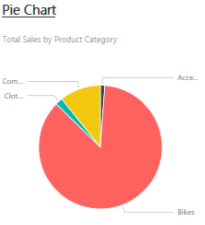 Pie Chart
Total Sales by Product Category
Com...
Acce...
Clot...
Bikes